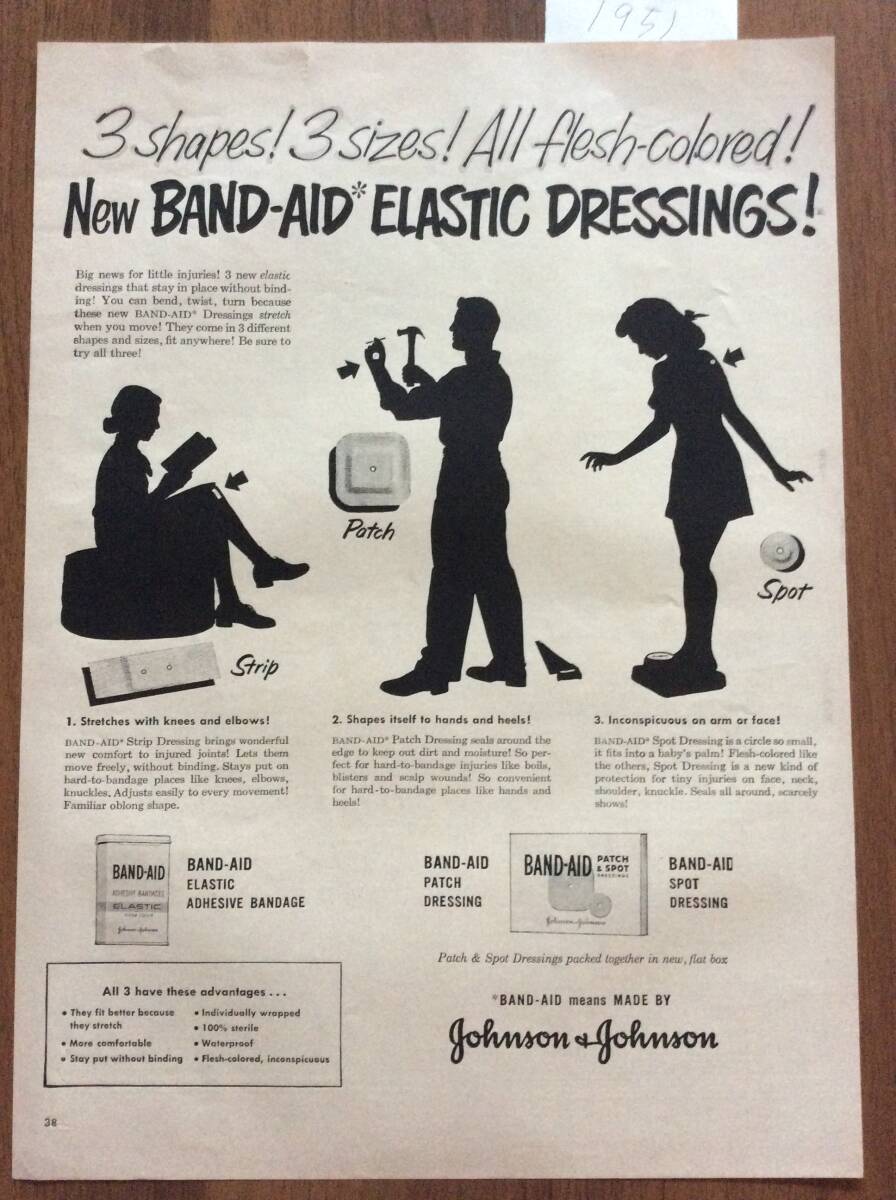 1951
3 shapes! 3 sizes! All flesh-colored!
New BAND-AID* ELASTIC DRESSINGS!
Big news for little injuries! 3 new elastic
dressings that stay in place without bind-
ing! You can bend, twist, turn because
these new BAND-AID* Dressings stretch
when you move! They come in 3 different
shapes and sizes, fit anywhere! Be sure to
try all three!
Patch
Spot
Strip
1. Stretches with knees and elbows!
BAND-AID* Strip Dressing brings wonderful
new comfort to injured joints! Lets them
move freely, without binding. Stays put on
hard-to-bandage places like knees, elbows,
knuckles. Adjusts easily to every movement!
Familiar oblong shape.
2. Shapes itself to hands and heels!
BAND-AID* Patch Dressing seals around the
edge to keep out dirt and moisture! So per-
fect for hard-to-bandage injuries like boils,
blisters and scalp wounds! So convenient
for hard-to-bandage places like hands and
heels!
3. Inconspicuous on arm or face!
BAND-AID* Spot Dressing is a circle so small,
it fits into a baby's palm! Flesh-colored like
the others, Spot Dressing is a new kind of
protection for tiny injuries on face, neck,
shoulder, knuckle. Seals all around, scarcely
shows!
BAND-AID
ADHESIVE BANDAGES
ELASTIC
Johnson & Johnson
BAND-AID
ELASTIC
ADHESIVE BANDAGE
BAND-AID
PATCH
DRESSING
BAND-AID PATCH
& SPOT
DRESSINGS
Johnson & Johnson
BAND-AID
SPOT
DRESSING
Patch & Spot Dressings packed together in new, flat box
All 3 have these advantages . . .
• They fit better because
they stretch
• More comfortable
• Stay put without binding
• Individually wrapped
• 100% sterile
• Waterproof
• Flesh-colored, inconspicuous
*BAND-AID means MADE BY
Johnson & Johnson
38